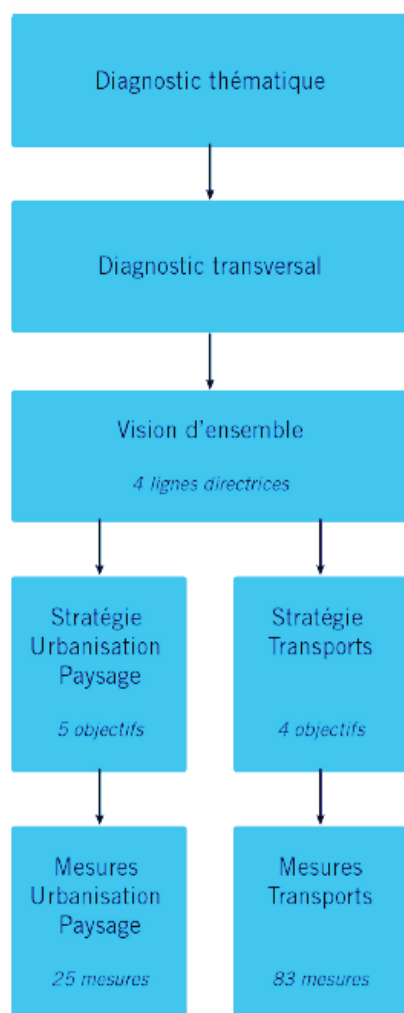 Diagnostic thématique
Diagnostic transversal
Vision d'ensemble
4 lignes directrices
Stratégie
Urbanisation
Paysage
5 objectifs
Stratégie
Transports
4 objectifs
Mesures
Urbanisation
Paysage
25 mesures
Mesures
Transports
83 mesures